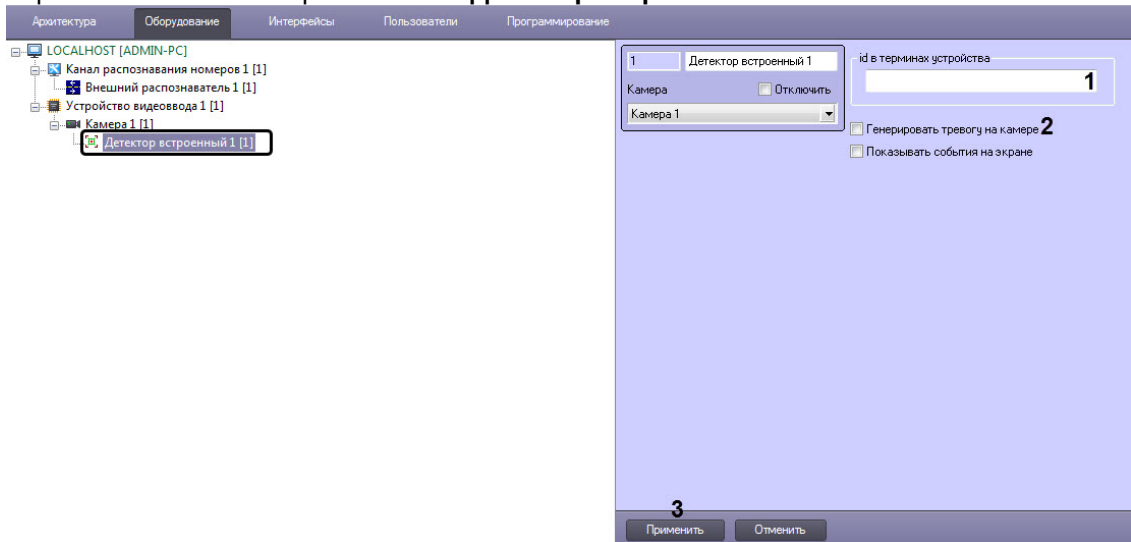 Архитектура Оборудование Интерфейсы Пользователи Программирование
LOCALHOST [ADMIN-PC]
Канал распознавания номеров 1 [1]
Внешний распознаватель 1 [1]
Устройство видеоввода 1 [1]
Камера 1 [1]
Детектор встроенный 1 [1]
1 Детектор встроенный 1
Камера Отключить
Камера 1
id в терминах устройства
1
Генерировать тревогу на камере 2
Показывать события на экране
3
Применить Отменить